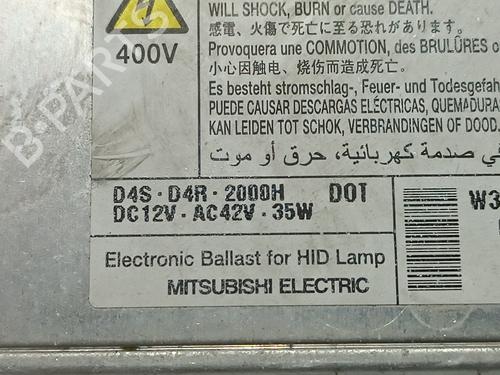 WILL SHOCK, BURN or cause DEATH.
感電、火傷で死亡に至る恐れがあります
Provoquera une COMMOTION, des BRULÛRES o
小心因触电、烧伤而造成死亡.
Es besteht stromschlag-, Feuer- und Todesgefah
PUEDE CAUSAR DESCARGAS ELÉCTRICAS, QUEMADURA
KAN LEIDEN TOT SCHOK, VERBRANDINGEN OF DOOD.
في صدمة كهربائية، حرق أو موت
400V
D4S・D4R・2000H DOT
DC12V・AC42V・35W
W3
Electronic Ballast for HID Lamp
MITSUBISHI ELECTRIC
B-PARTS